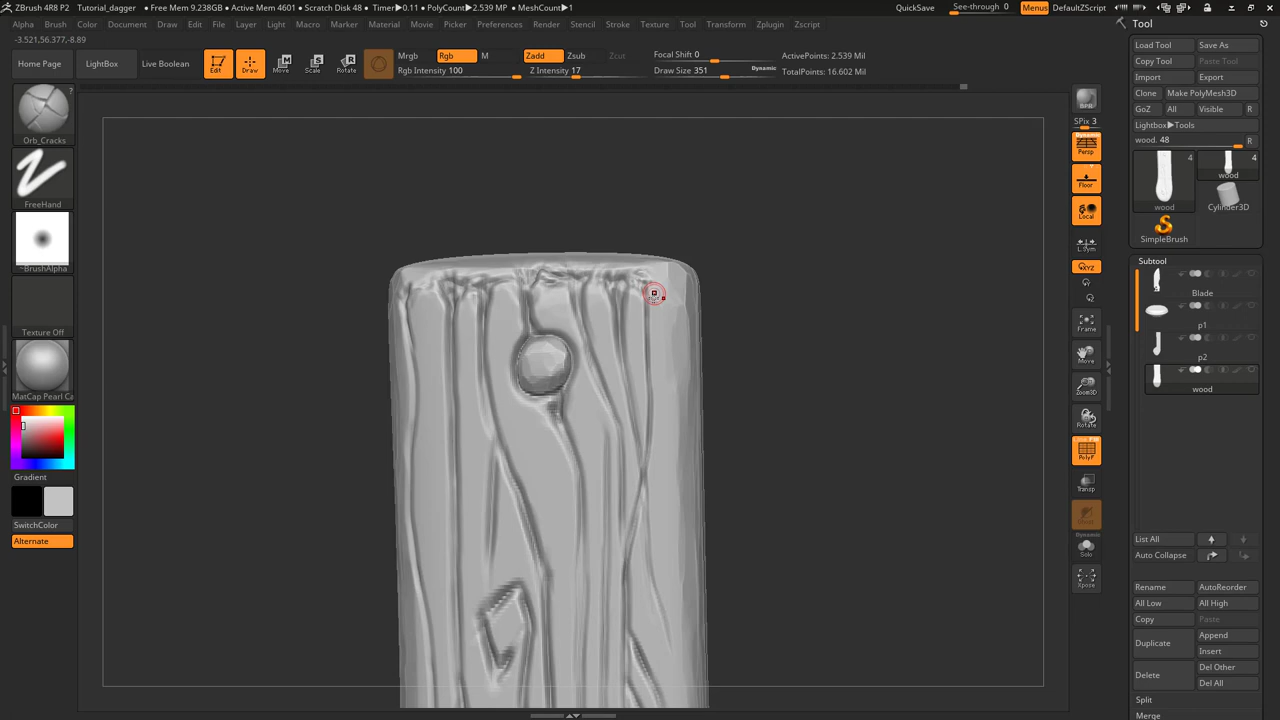 ZBrush 4R8 P2 Tutorial_dagger • Free Mem 9.238GB • Active Mem 4601 • Scratch Disk 48 • Timer▶0.11 • PolyCount▶2.539 MP • MeshCount▶1 QuickSave See-through 0 Menus DefaultZScript
Alpha Brush Color Document Draw Edit File Layer Light Macro Marker Material Movie Picker Preferences Render Stencil Stroke Texture Tool Transform Zplugin Zscript Tool
-3.521,56.377,-8.89
Home Page LightBox Live Boolean Edit Draw Move Scale Rotate
Mrgb Rgb M Zadd Zsub Zcut Focal Shift 0 ActivePoints: 2.539 Mil
Rgb Intensity 100 Z Intensity 17 Draw Size 351 Dynamic TotalPoints: 16.602 Mil
Load Tool Save As
Copy Tool Paste Tool
Import Export
Clone Make PolyMesh3D
GoZ All Visible R
Lightbox▶Tools
wood. 48 R
4 4
wood
wood Cylinder3D
SimpleBrush
Orb_Cracks
FreeHand
~BrushAlpha
Texture Off
MatCap Pearl Ca
Gradient
SwitchColor
Alternate
BPR
SPix 3
Dynamic
Persp
Floor
Local
L.Sym
XYZ
Frame
Move
Zoom3D
Rotate
PolyF
Transp
Dynamic
Solo
Xpose
Subtool
Blade
p1
p2
wood
List All
Auto Collapse
Rename AutoReorder
All Low All High
Copy Paste
Duplicate Append
Insert
Delete Del Other
Del All
Split
Merge